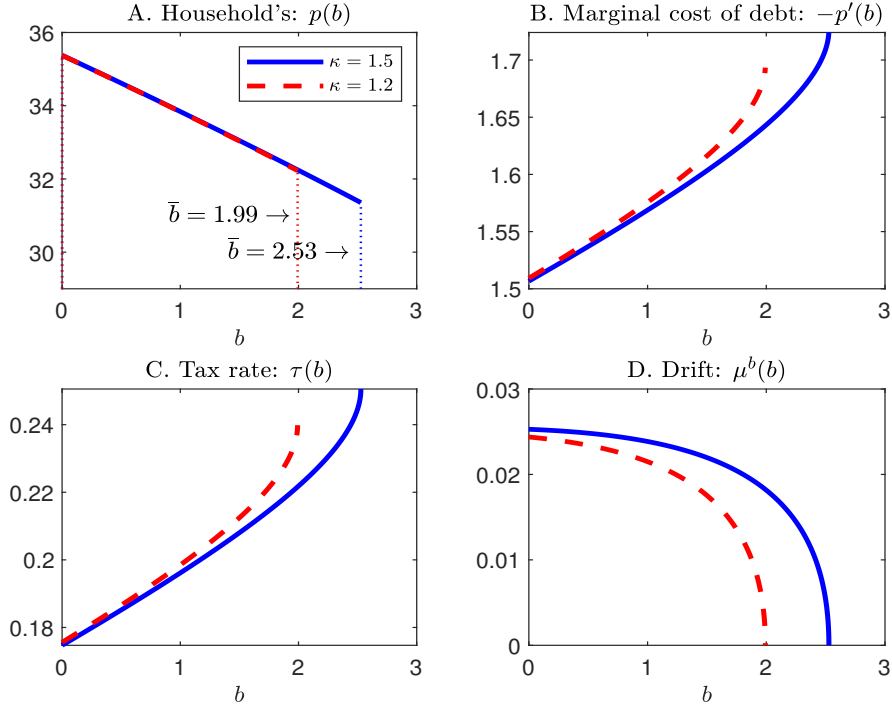 A. Household's: p(b)
36
34
32
30
0
1
2
3
b
κ = 1.5
κ = 1.2
b̅ = 1.99 →
b̅ = 2.53 →
B. Marginal cost of debt: −p′(b)
1.7
1.65
1.6
1.55
1.5
0
1
2
3
b
C. Tax rate: τ(b)
0.24
0.22
0.2
0.18
0
1
2
3
b
D. Drift: μᵇ(b)
0.03
0.02
0.01
0
0
1
2
3
b